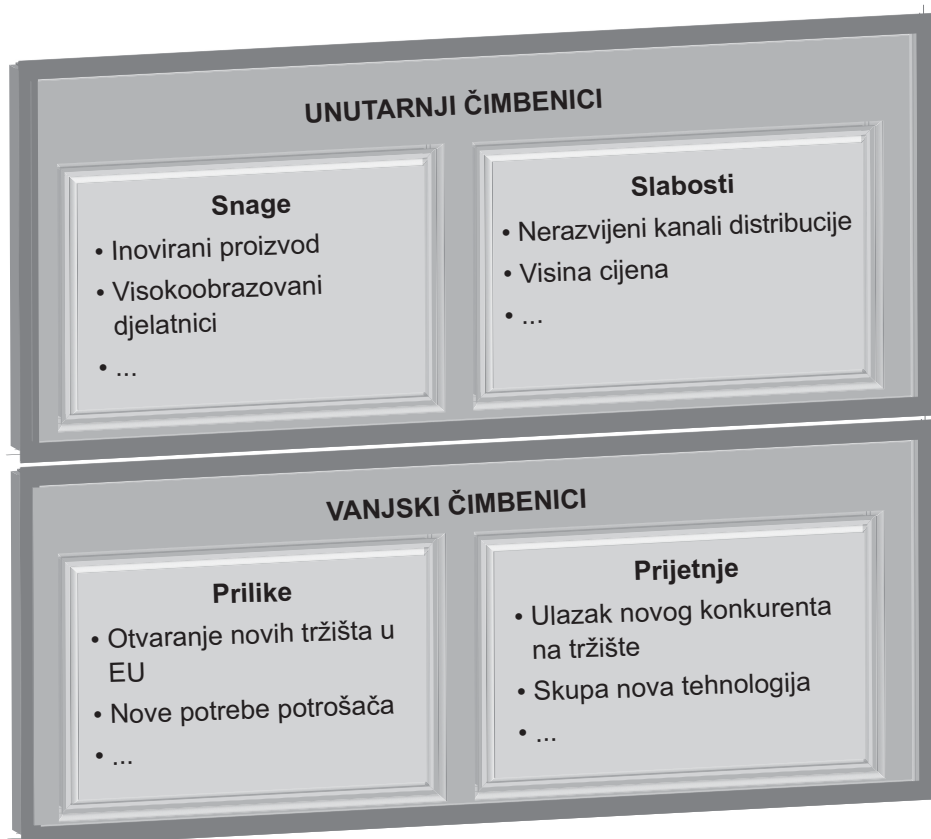 UNUTARNJI ČIMBENICI
Snage
• Inovirani proizvod
• Visokoobrazovani
djelatnici
• ...
Slabosti
• Nerazvijeni kanali distribucije
• Visina cijena
• ...
VANJSKI ČIMBENICI
Prilike
• Otvaranje novih tržišta u
EU
• Nove potrebe potrošača
• ...
Prijetnje
• Ulazak novog konkurenta
na tržište
• Skupa nova tehnologija
• ...